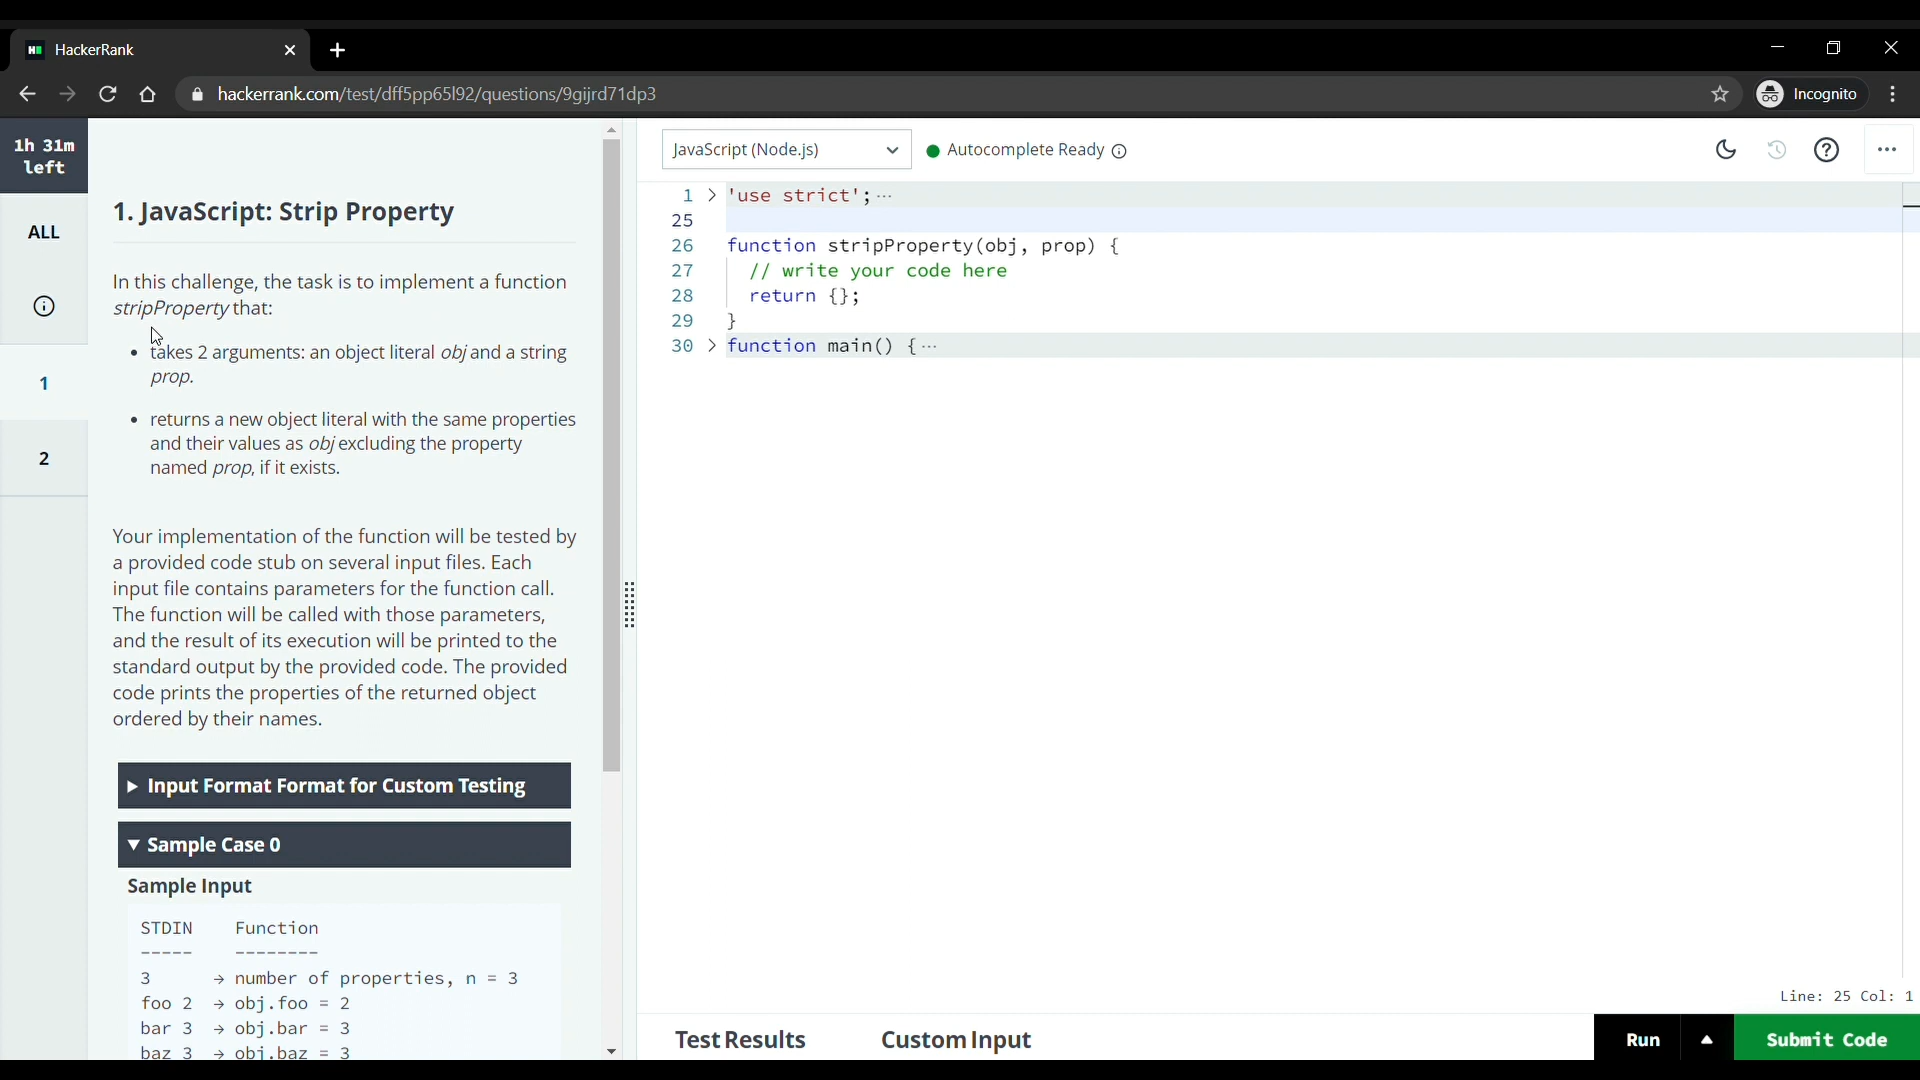 HackerRank
hackerrank.com/test/dff5pp65l92/questions/9gijrd71dp3
Incognito
1h 31m
left
ALL
1
2
1. JavaScript: Strip Property
In this challenge, the task is to implement a function
stripProperty that:
• takes 2 arguments: an object literal obj and a string
prop.
• returns a new object literal with the same properties
and their values as obj excluding the property
named prop, if it exists.
Your implementation of the function will be tested by
a provided code stub on several input files. Each
input file contains parameters for the function call.
The function will be called with those parameters,
and the result of its execution will be printed to the
standard output by the provided code. The provided
code prints the properties of the returned object
ordered by their names.
▶ Input Format Format for Custom Testing
▼ Sample Case 0
Sample Input
STDIN Function
----- --------
3 → number of properties, n = 3
foo 2 → obj.foo = 2
bar 3 → obj.bar = 3
baz 3 → obj.baz = 3
JavaScript (Node.js)
Autocomplete Ready
1 > 'use strict'; ···
25
26 function stripProperty(obj, prop) {
27 // write your code here
28 return {};
29 }
30 > function main() { ···
Line: 25 Col: 1
Test Results Custom Input
Run
Submit Code